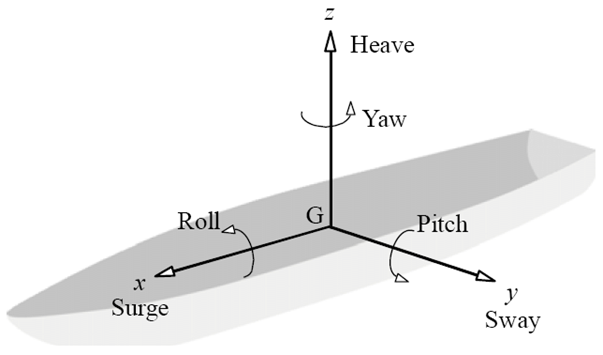 z
Heave
Yaw
Roll
G
Pitch
x
Surge
y
Sway